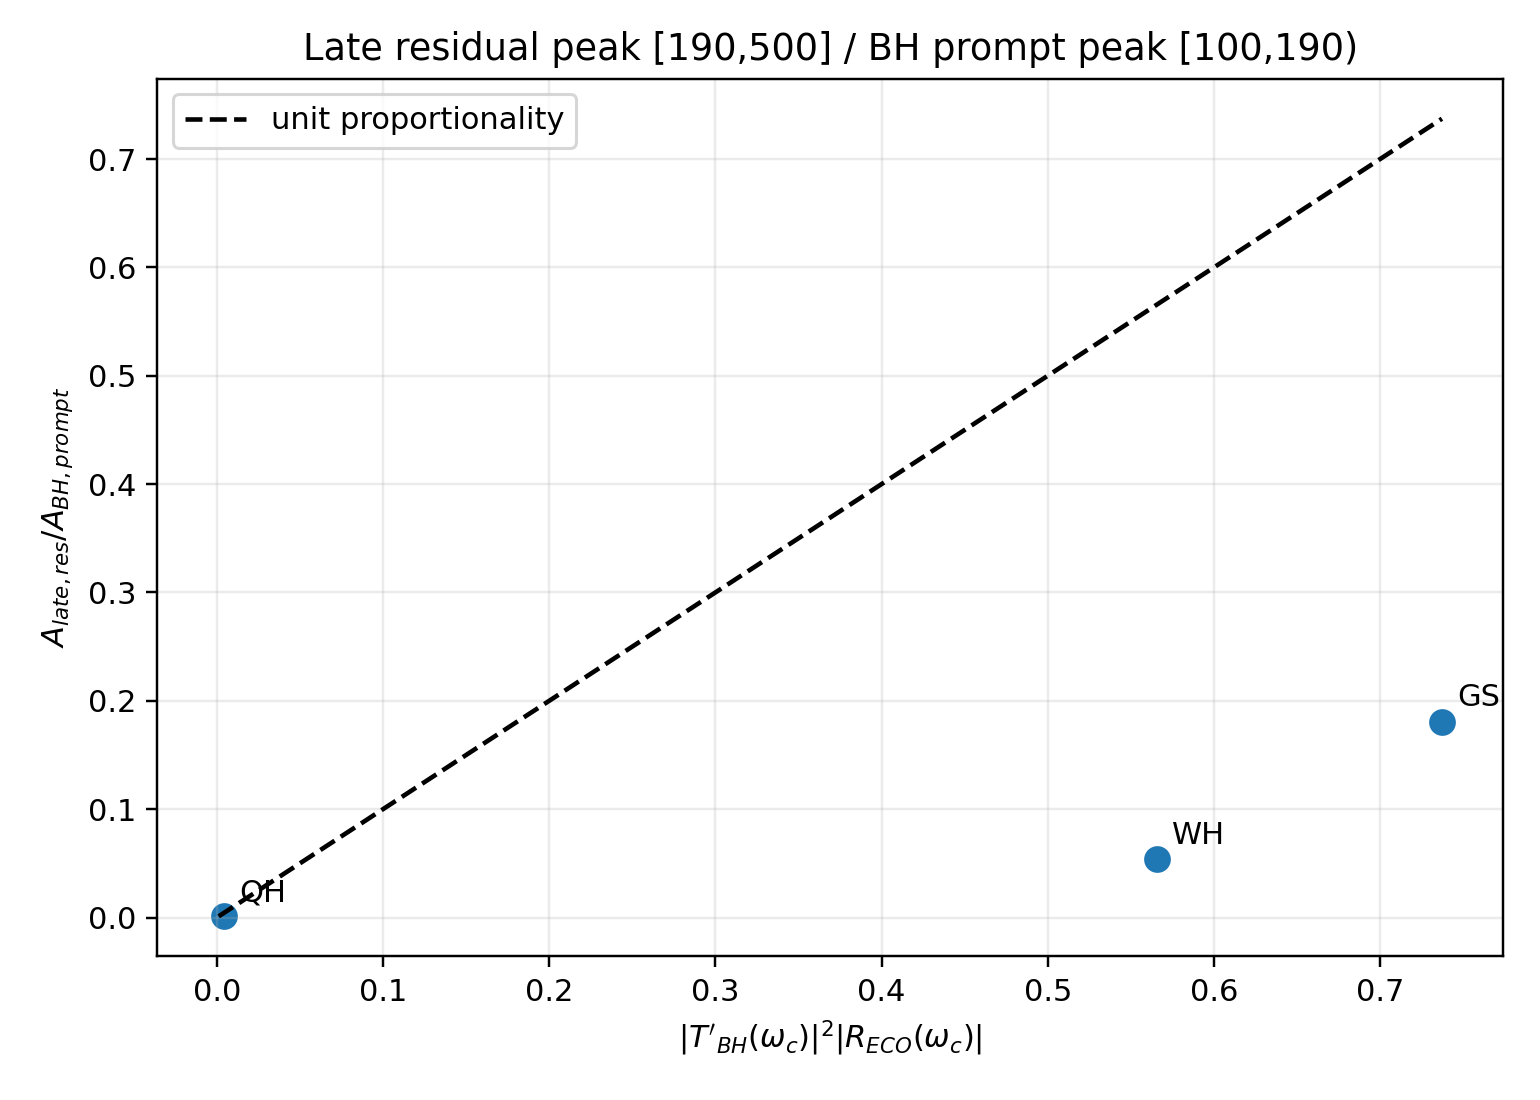 Late residual peak [190,500] / BH prompt peak [100,190)
unit proportionality
0.7
0.6
0.5
0.4
0.3
0.2
0.1
0.0
A_{late,res}/A_{BH,prompt}
GS
WH
QH
0.0 0.1 0.2 0.3 0.4 0.5 0.6 0.7
|T'_{BH}(ω_c)|²|R_{ECO}(ω_c)|